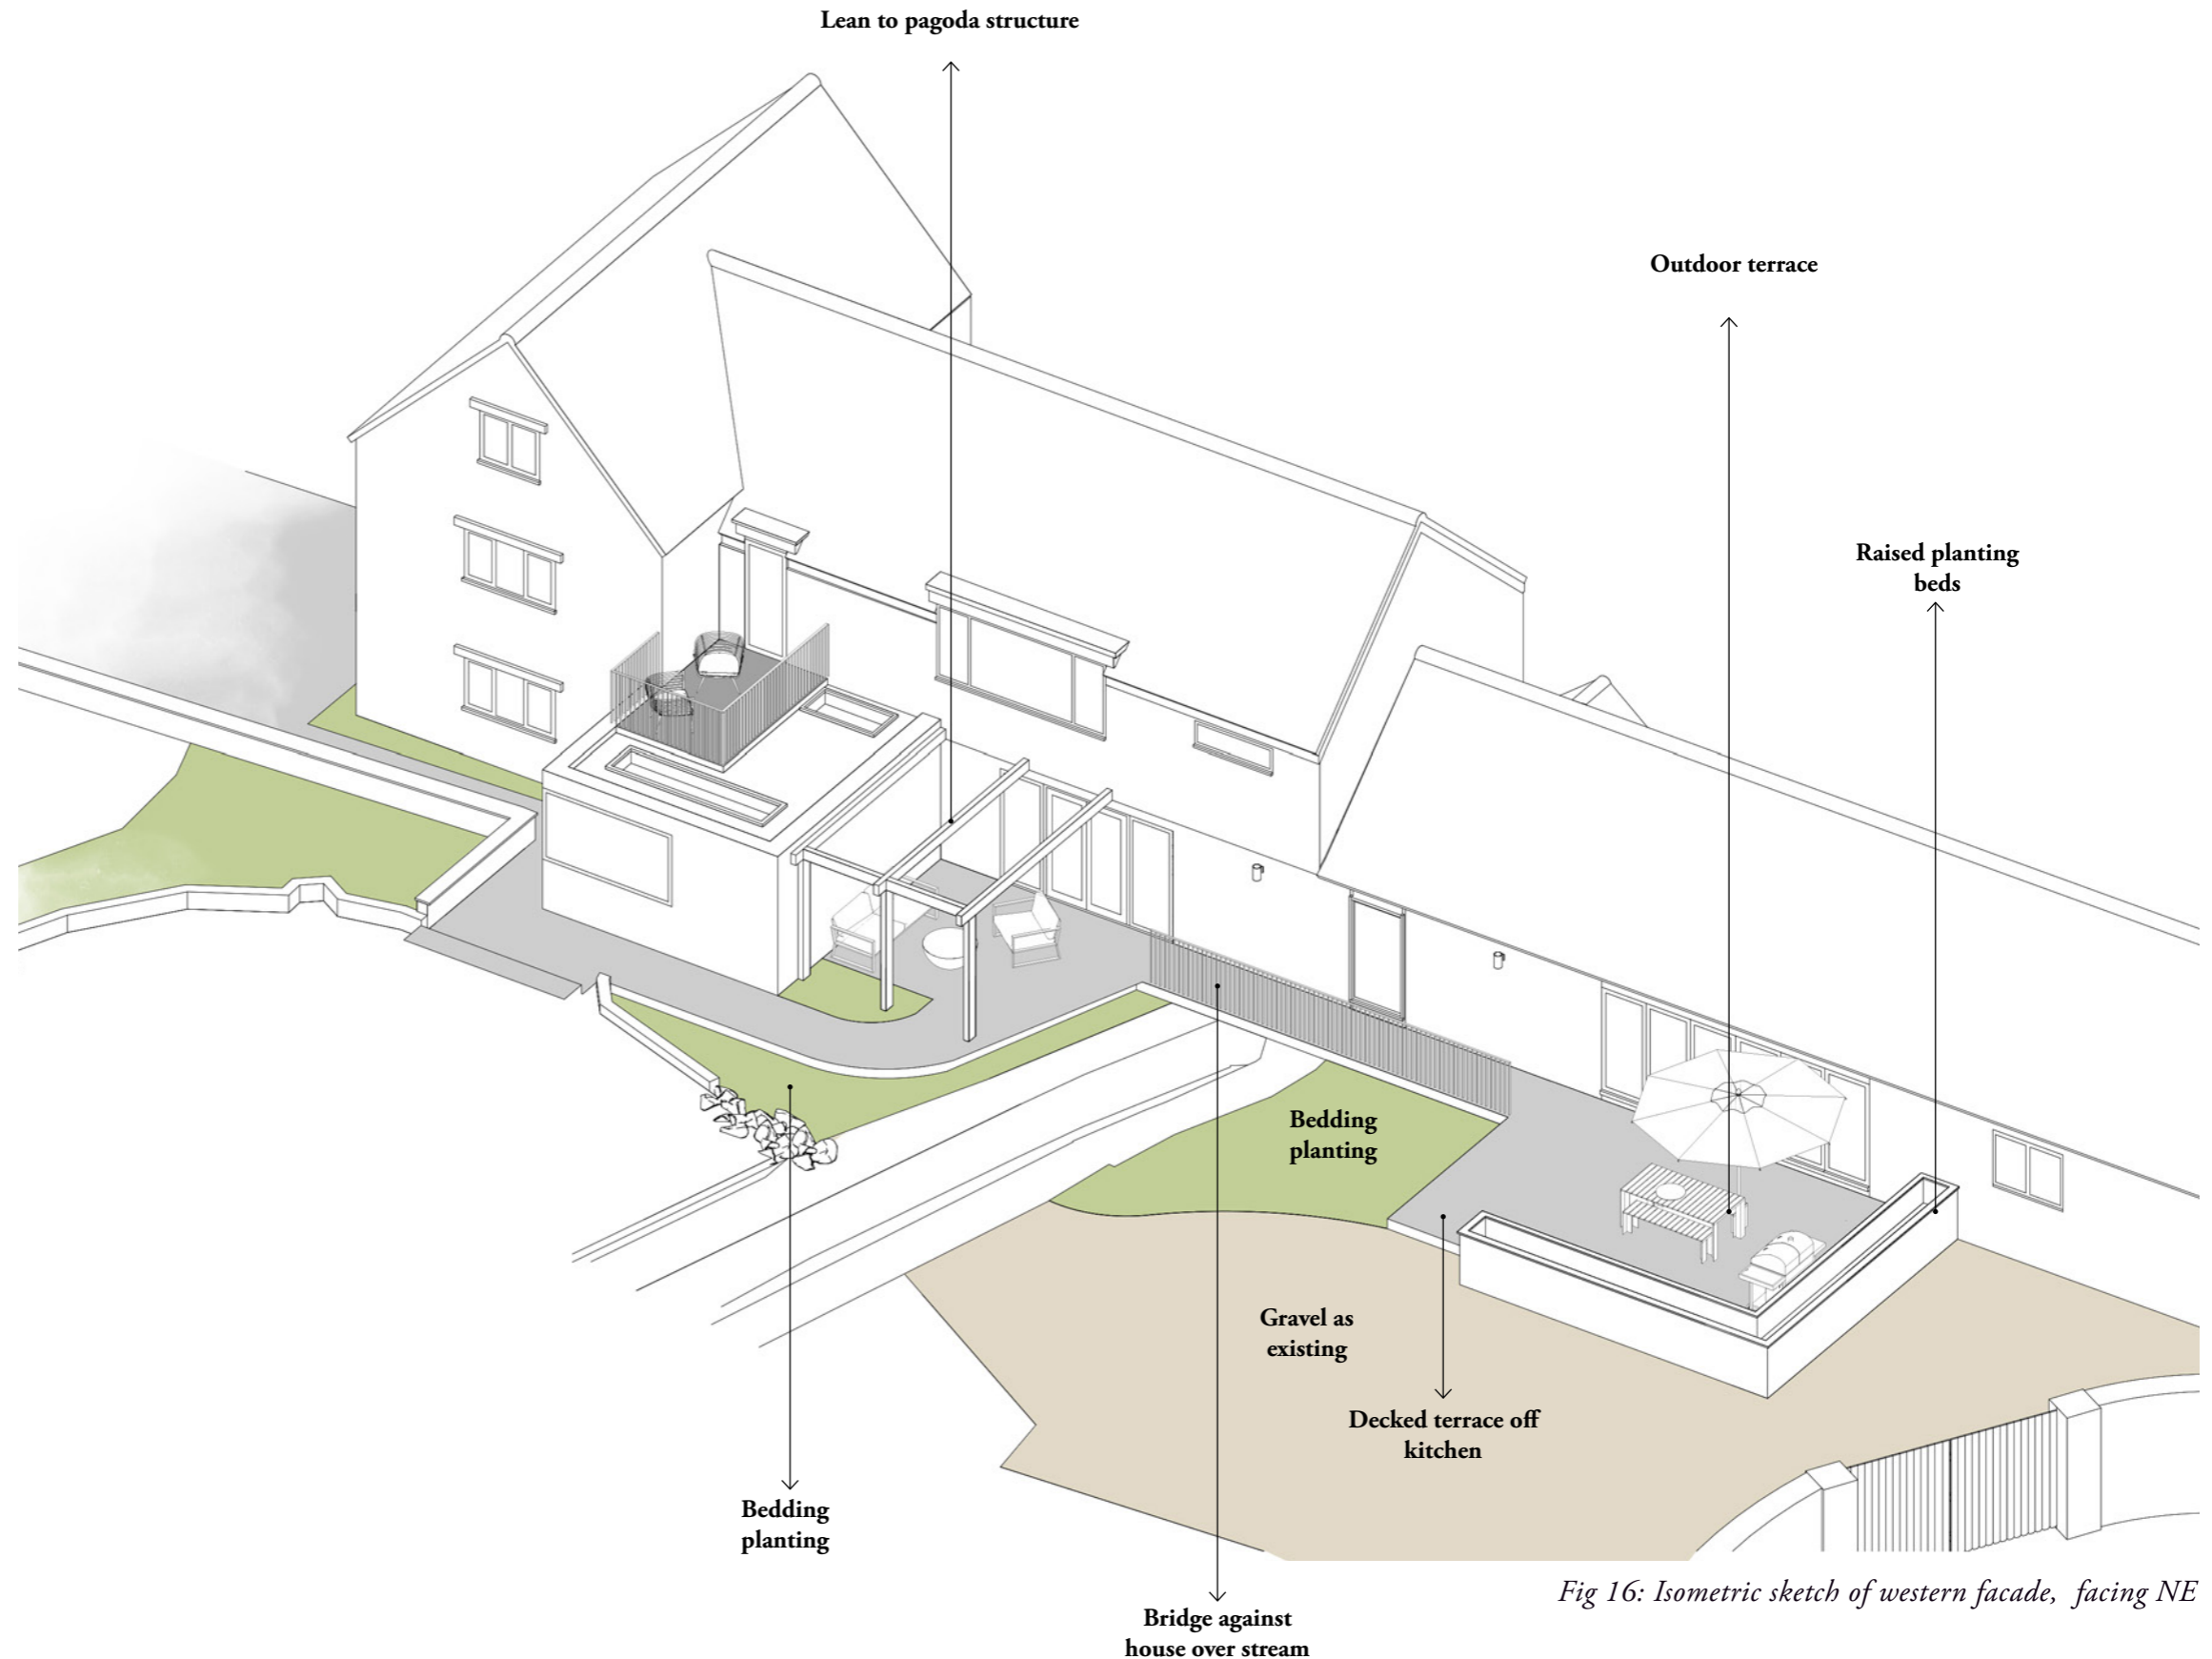 Lean to pagoda structure
Outdoor terrace
Raised planting
beds
Bedding
planting
Gravel as
existing
Decked terrace off
kitchen
Bedding
planting
Fig 16: Isometric sketch of western facade, facing NE
Bridge against
house over stream